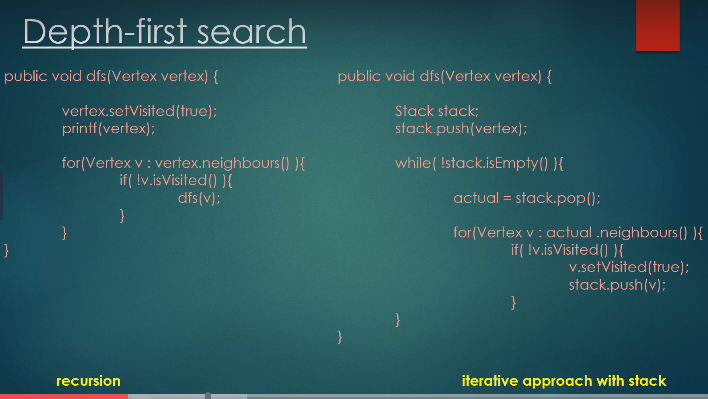 Depth-first search
public void dfs(Vertex vertex) {
vertex.setVisited(true);
printf(vertex);
for(Vertex v : vertex.neighbours() ){
if( !v.isVisited() ){
dfs(v);
}
}
}
recursion
public void dfs(Vertex vertex) {
Stack stack;
stack.push(vertex);
while( !stack.isEmpty() ){
actual = stack.pop();
for(Vertex v : actual .neighbours() ){
if( !v.isVisited() ){
v.setVisited(true);
stack.push(v);
}
}
}
iterative approach with stack